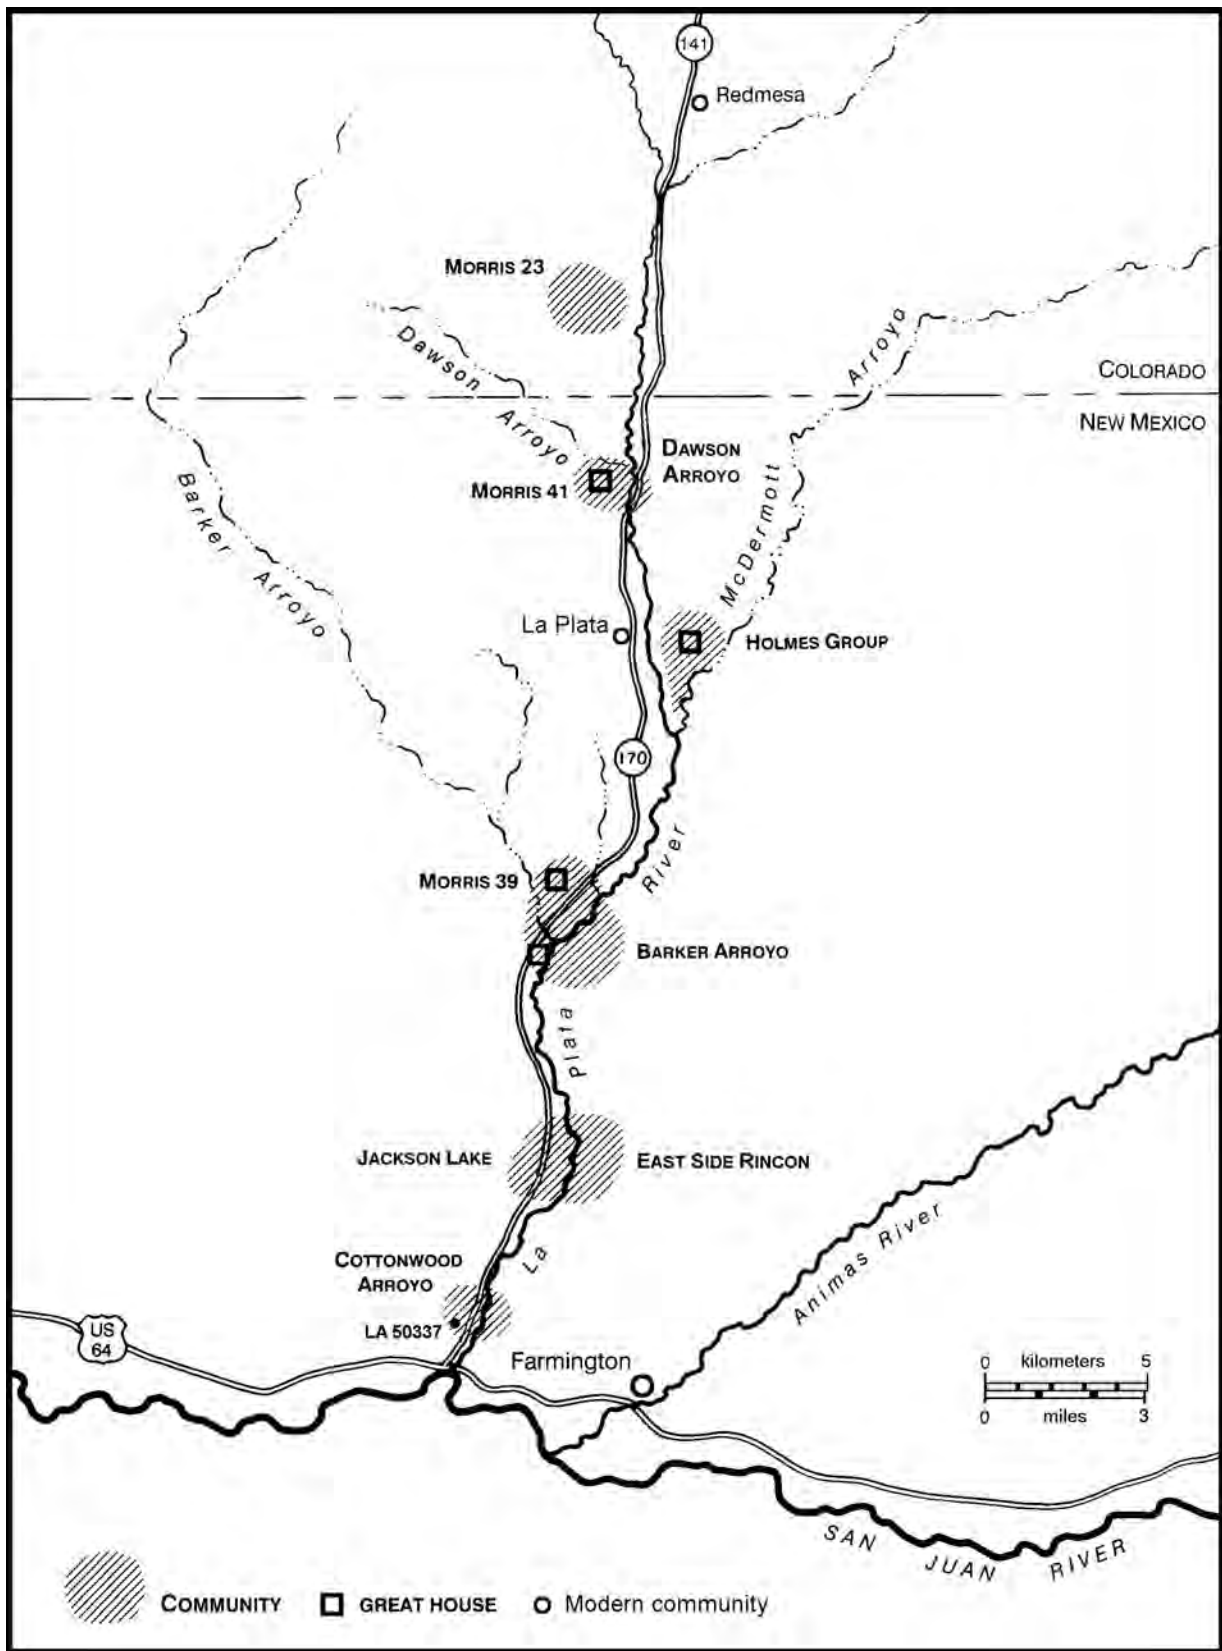 141
Redmesa
MORRIS 23
Dawson
Arroyo
Arroyo
COLORADO
NEW MEXICO
DAWSON
ARROYO
MORRIS 41
McDermott
Barker
Arroyo
La Plata
HOLMES GROUP
170
River
MORRIS 39
BARKER ARROYO
Plata
JACKSON LAKE
EAST SIDE RINCON
La
Animas River
COTTONWOOD
ARROYO
LA 50337
US
64
Farmington
0 kilometers 5
0 miles 3
SAN JUAN RIVER
COMMUNITY
GREAT HOUSE
Modern community